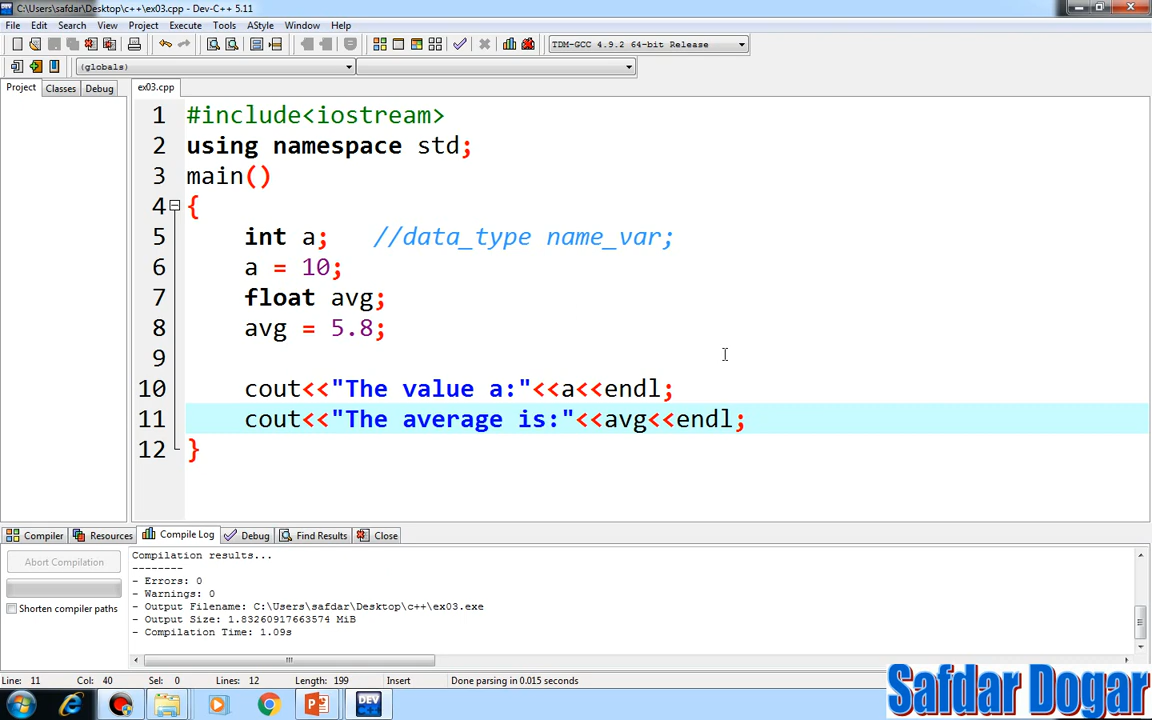 C:\Users\safdar\Desktop\c++\ex03.cpp - Dev-C++ 5.11
File Edit Search View Project Execute Tools AStyle Window Help
TDM-GCC 4.9.2 64-bit Release
(globals)
Project Classes Debug ex03.cpp
1 #include<iostream>
2 using namespace std;
3 main()
4 {
5 int a; //data_type name_var;
6 a = 10;
7 float avg;
8 avg = 5.8;
9
10 cout<<"The value a:"<<a<<endl;
11 cout<<"The average is:"<<avg<<endl;
12 }
Compiler Resources Compile Log Debug Find Results Close
Abort Compilation
Shorten compiler paths
Compilation results...
--------
- Errors: 0
- Warnings: 0
- Output Filename: C:\Users\safdar\Desktop\c++\ex03.exe
- Output Size: 1.83260917663574 MiB
- Compilation Time: 1.09s
Line: 11 Col: 40 Sel: 0 Lines: 12 Length: 199 Insert Done parsing in 0.015 seconds
DEV
Safdar Dogar